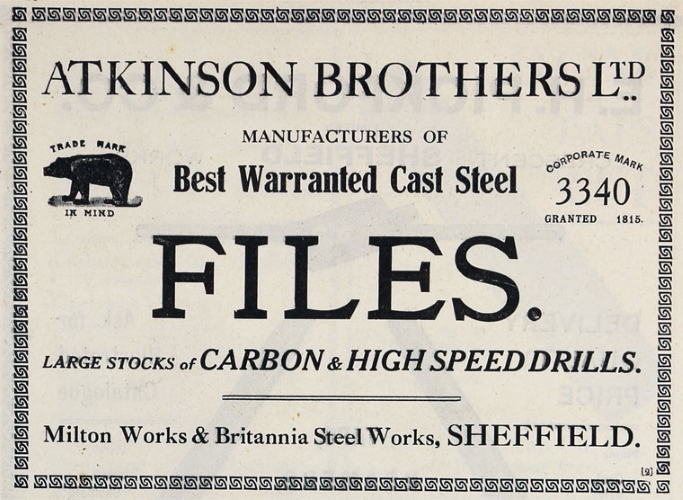 ATKINSON BROTHERS LTD..
MANUFACTURERS OF
TRADE MARK
IN MIND
Best Warranted Cast Steel
CORPORATE MARK
3340
GRANTED 1815.
FILES.
LARGE STOCKS of CARBON & HIGH SPEED DRILLS.
Milton Works & Britannia Steel Works, SHEFFIELD.
[9]